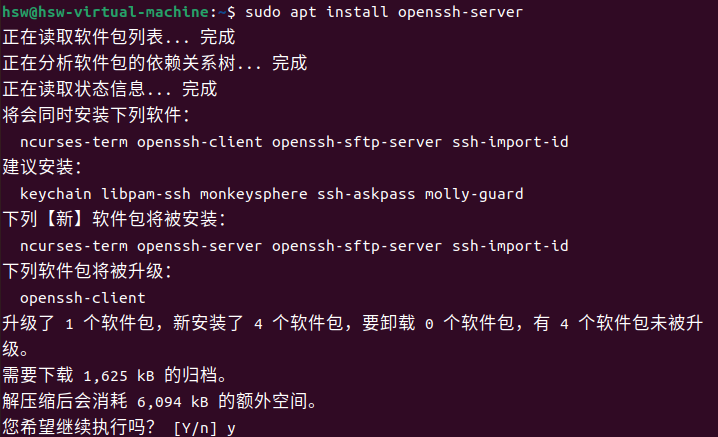 hsw@hsw-virtual-machine:~$ sudo apt install openssh-server
正在读取软件包列表... 完成
正在分析软件包的依赖关系树... 完成
正在读取状态信息... 完成
将会同时安装下列软件：
  ncurses-term openssh-client openssh-sftp-server ssh-import-id
建议安装：
  keychain libpam-ssh monkeysphere ssh-askpass molly-guard
下列【新】软件包将被安装：
  ncurses-term openssh-server openssh-sftp-server ssh-import-id
下列软件包将被升级：
  openssh-client
升级了 1 个软件包，新安装了 4 个软件包，要卸载 0 个软件包，有 4 个软件包未被升
级。
需要下载 1,625 kB 的归档。
解压缩后会消耗 6,094 kB 的额外空间。
您希望继续执行吗？ [Y/n] y